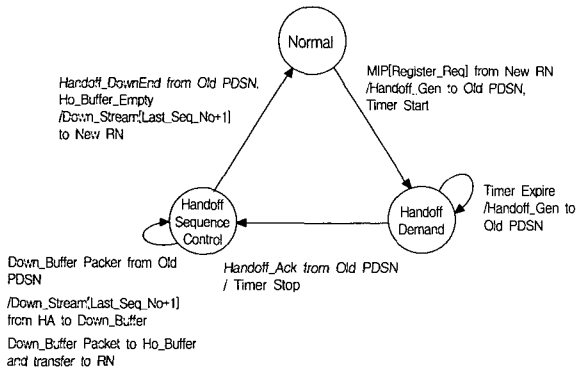 Normal
Handoff_DownEnd from Old PDSN,
Ho_Buffer_Empty
/Down_Stream[Last_Seq_No+1]
to New RN
MIP[Register_Req] from New RN
/Handoff_Gen to Old PDSN,
Timer Start
Handoff
Sequence
Control
Handoff
Demand
Timer Expire
/Handoff_Gen to
Old PDSN
Handoff_Ack from Old PDSN
/ Timer Stop
Down_Buffer Packer from Old
PDSN
/Down_Stream[Last_Seq_No+1]
from HA to Down_Buffer
Down_Buffer Packet to Ho_Buffer
and transfer to RN